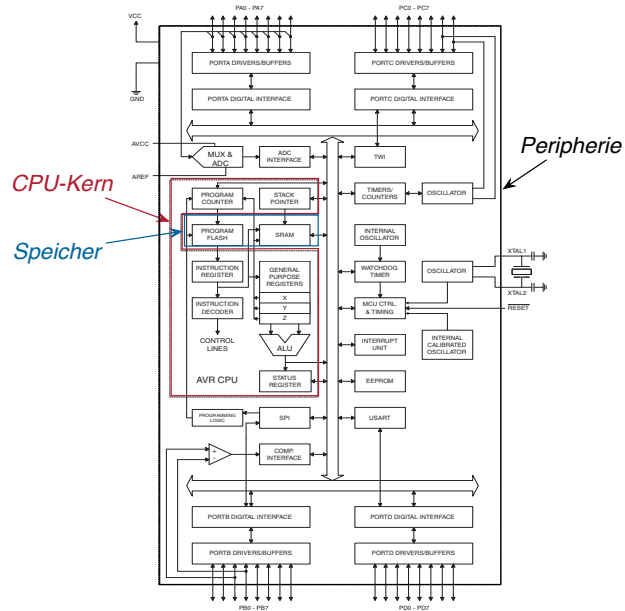 PA0 - PA7
PC0 - PC7
VCC
PORTA DRIVERS/BUFFERS
PORTC DRIVERS/BUFFERS
GND
PORTA DIGITAL INTERFACE
PORTC DIGITAL INTERFACE
AVCC
MUX &
ADC
ADC
INTERFACE
TWI
Peripherie
AREF
CPU-Kern
PROGRAM
COUNTER
STACK
POINTER
TIMERS/
COUNTERS
OSCILLATOR
Speicher
PROGRAM
FLASH
SRAM
INTERNAL
OSCILLATOR
XTAL1
INSTRUCTION
REGISTER
GENERAL
PURPOSE
REGISTERS
WATCHDOG
TIMER
OSCILLATOR
XTAL2
X
INSTRUCTION
DECODER
Y
MCU CTRL
& TIMING
RESET
Z
CONTROL
LINES
ALU
INTERRUPT
UNIT
INTERNAL
CALIBRATED
OSCILLATOR
AVR CPU
STATUS
REGISTER
EEPROM
PROGRAMMING
LOGIC
SPI
USART
+
-
COMP.
INTERFACE
PORTB DIGITAL INTERFACE
PORTD DIGITAL INTERFACE
PORTB DRIVERS/BUFFERS
PORTD DRIVERS/BUFFERS
PB0 - PB7
PD0 - PD7